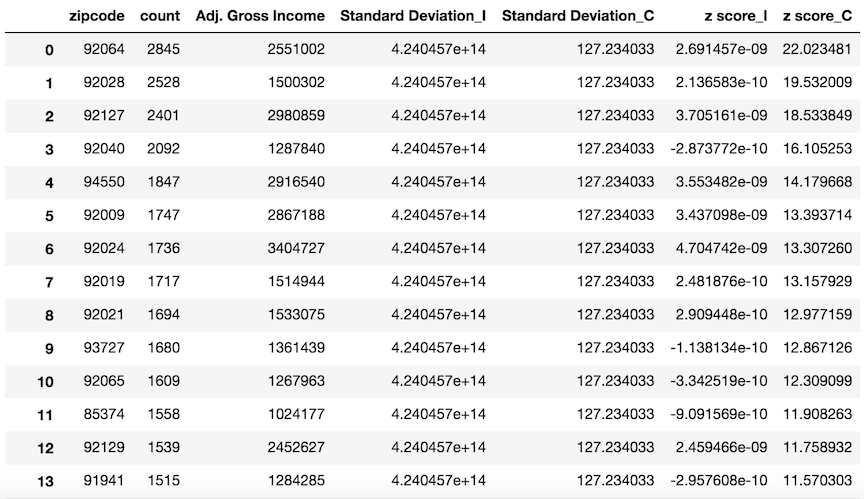 zipcode count Adj. Gross Income Standard Deviation_I Standard Deviation_C z score_I z score_C
0 92064 2845 2551002 4.240457e+14 127.234033 2.691457e-09 22.023481
1 92028 2528 1500302 4.240457e+14 127.234033 2.136583e-10 19.532009
2 92127 2401 2980859 4.240457e+14 127.234033 3.705161e-09 18.533849
3 92040 2092 1287840 4.240457e+14 127.234033 -2.873772e-10 16.105253
4 94550 1847 2916540 4.240457e+14 127.234033 3.553482e-09 14.179668
5 92009 1747 2867188 4.240457e+14 127.234033 3.437098e-09 13.393714
6 92024 1736 3404727 4.240457e+14 127.234033 4.704742e-09 13.307260
7 92019 1717 1514944 4.240457e+14 127.234033 2.481876e-10 13.157929
8 92021 1694 1533075 4.240457e+14 127.234033 2.909448e-10 12.977159
9 93727 1680 1361439 4.240457e+14 127.234033 -1.138134e-10 12.867126
10 92065 1609 1267963 4.240457e+14 127.234033 -3.342519e-10 12.309099
11 85374 1558 1024177 4.240457e+14 127.234033 -9.091569e-10 11.908263
12 92129 1539 2452627 4.240457e+14 127.234033 2.459466e-09 11.758932
13 91941 1515 1284285 4.240457e+14 127.234033 -2.957608e-10 11.570303